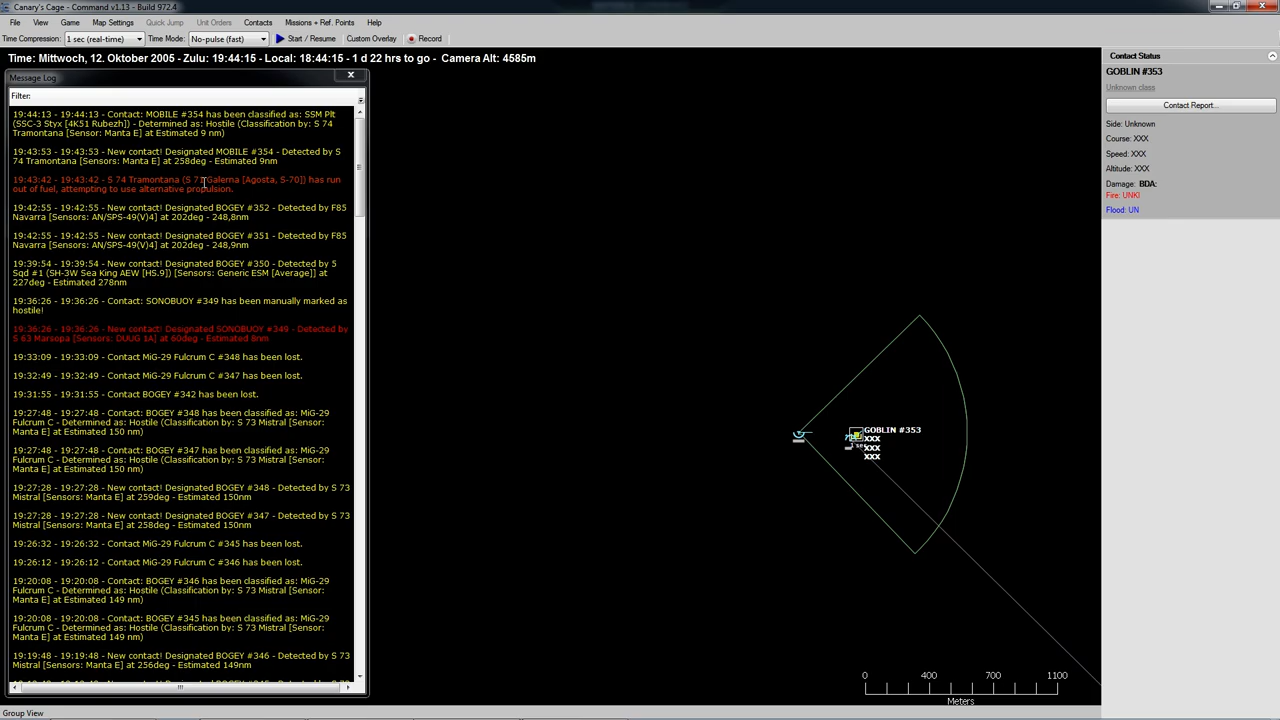 Canary's Cage - Command v1.13 - Build 972.4
File View Game Map Settings Quick Jump Unit Orders Contacts Missions + Ref. Points Help
Time Compression: 1 sec (real-time) Time Mode: No-pulse (fast) Start / Resume Custom Overlay Record
Time: Mittwoch, 12. Oktober 2005 - Zulu: 19:44:15 - Local: 18:44:15 - 1 d 22 hrs to go - Camera Alt: 4585m
Message Log
Filter:
19:44:13 - 19:44:13 - Contact: MOBILE #354 has been classified as: SSM Plt
(SSC-3 Styx [4K51 Rubezh]) - Determined as: Hostile (Classification by: S 74
Tramontana [Sensor: Manta E] at Estimated 9 nm)
19:43:53 - 19:43:53 - New contact! Designated MOBILE #354 - Detected by S
74 Tramontana [Sensors: Manta E] at 258deg - Estimated 9nm
19:43:42 - 19:43:42 - S 74 Tramontana (S 71 Galerna [Agosta, S-70]) has run
out of fuel, attempting to use alternative propulsion.
19:42:55 - 19:42:55 - New contact! Designated BOGEY #352 - Detected by F85
Navarra [Sensors: AN/SPS-49(V)4] at 202deg - 248,8nm
19:42:55 - 19:42:55 - New contact! Designated BOGEY #351 - Detected by F85
Navarra [Sensors: AN/SPS-49(V)4] at 202deg - 248,9nm
19:39:54 - 19:39:54 - New contact! Designated BOGEY #350 - Detected by 5
Sqd #1 (SH-3W Sea King AEW [HS.9]) [Sensors: Generic ESM [Average]] at
227deg - Estimated 278nm
19:36:26 - 19:36:26 - Contact: SONOBUOY #349 has been manually marked as
hostile!
19:36:26 - 19:36:26 - New contact! Designated SONOBUOY #349 - Detected by
S 63 Marsopa [Sensors: DUUG 1A] at 60deg - Estimated 8nm
19:33:09 - 19:33:09 - Contact MiG-29 Fulcrum C #348 has been lost.
19:32:49 - 19:32:49 - Contact MiG-29 Fulcrum C #347 has been lost.
19:31:55 - 19:31:55 - Contact BOGEY #342 has been lost.
19:27:48 - 19:27:48 - Contact: BOGEY #348 has been classified as: MiG-29
Fulcrum C - Determined as: Hostile (Classification by: S 73 Mistral [Sensor:
Manta E] at Estimated 150 nm)
19:27:48 - 19:27:48 - Contact: BOGEY #347 has been classified as: MiG-29
Fulcrum C - Determined as: Hostile (Classification by: S 73 Mistral [Sensor:
Manta E] at Estimated 150 nm)
19:27:28 - 19:27:28 - New contact! Designated BOGEY #348 - Detected by S 73
Mistral [Sensors: Manta E] at 259deg - Estimated 150nm
19:27:28 - 19:27:28 - New contact! Designated BOGEY #347 - Detected by S 73
Mistral [Sensors: Manta E] at 258deg - Estimated 150nm
19:26:32 - 19:26:32 - Contact MiG-29 Fulcrum C #345 has been lost.
19:26:12 - 19:26:12 - Contact MiG-29 Fulcrum C #346 has been lost.
19:20:08 - 19:20:08 - Contact: BOGEY #346 has been classified as: MiG-29
Fulcrum C - Determined as: Hostile (Classification by: S 73 Mistral [Sensor:
Manta E] at Estimated 149 nm)
19:20:08 - 19:20:08 - Contact: BOGEY #345 has been classified as: MiG-29
Fulcrum C - Determined as: Hostile (Classification by: S 73 Mistral [Sensor:
Manta E] at Estimated 149 nm)
19:19:48 - 19:19:48 - New contact! Designated BOGEY #346 - Detected by S 73
Mistral [Sensors: Manta E] at 256deg - Estimated 149nm
GOBLIN #353
XXX
XXX
XXX
0 400 700 1100
Meters
Contact Status
GOBLIN #353
Unknown class
Contact Report...
Side: Unknown
Course: XXX
Speed: XXX
Altitude: XXX
Damage: BDA:
Fire: UNKI
Flood: UN
Group View